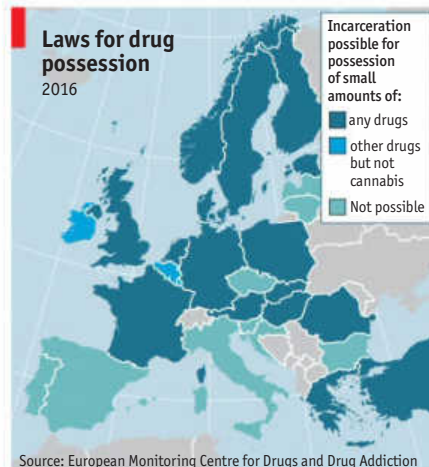 Laws for drug
possession
2016
Incarceration
possible for
possession
of small
amounts of:
any drugs
other drugs
but not
cannabis
Not possible
Source: European Monitoring Centre for Drugs and Drug Addiction